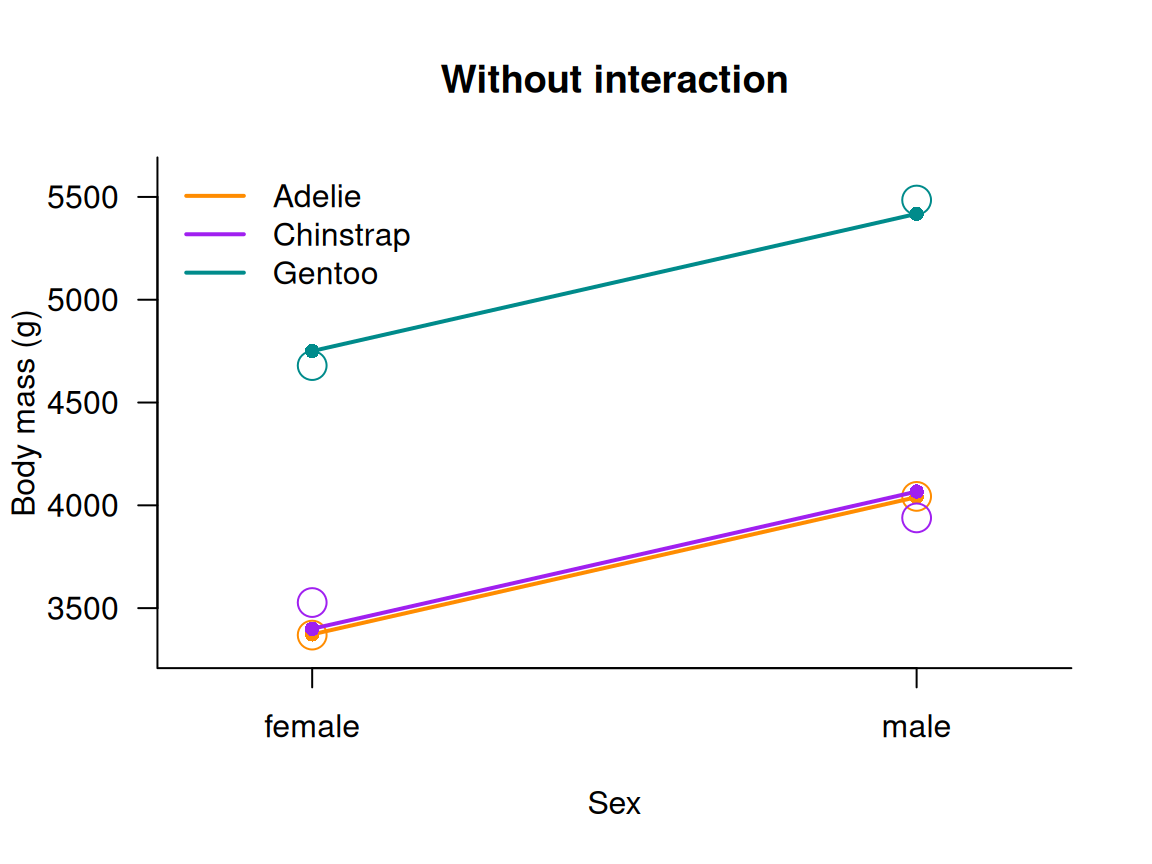 Without interaction
Adelie
Chinstrap
Gentoo
Body mass (g)
5500
5000
4500
4000
3500
female
male
Sex